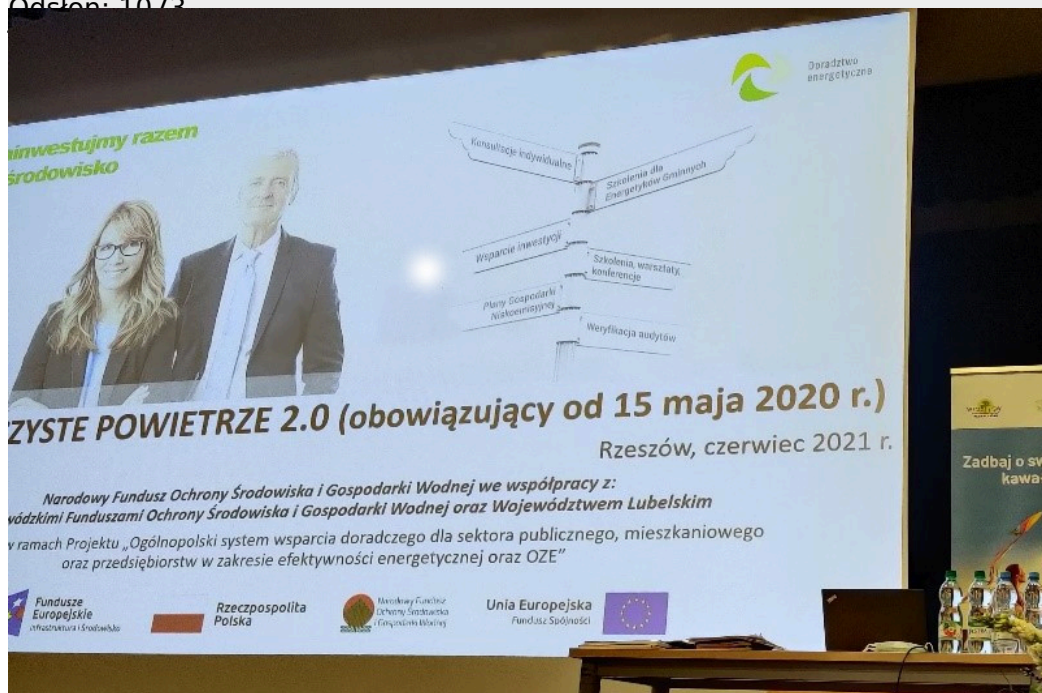 Odsłon: 1073
Doradztwo
energetyczne
inwestujmy razem
środowisko
Konsultacje indywidualne
Szkolenia dla
Energetyków Gminnych
Wsparcie inwestycji
Szkolenia, warsztaty,
konferencje
Plany Gospodarki
Niskoemisyjnej
Weryfikacja audytów
ZYSTE POWIETRZE 2.0 (obowiązujący od 15 maja 2020 r.)
Rzeszów, czerwiec 2021 r.
Narodowy Fundusz Ochrony Środowiska i Gospodarki Wodnej we współpracy z:
wódzkimi Funduszami Ochrony Środowiska i Gospodarki Wodnej oraz Województwem Lubelskim
w ramach Projektu „Ogólnopolski system wsparcia doradczego dla sektora publicznego, mieszkaniowego
oraz przedsiębiorstw w zakresie efektywności energetycznej oraz OZE”
Fundusze
Europejskie
Infrastruktura i Środowisko
Rzeczpospolita
Polska
Narodowy Fundusz
Ochrony Środowiska
i Gospodarki Wodnej
Unia Europejska
Fundusz Spójności
Zadbaj o sw
kawa